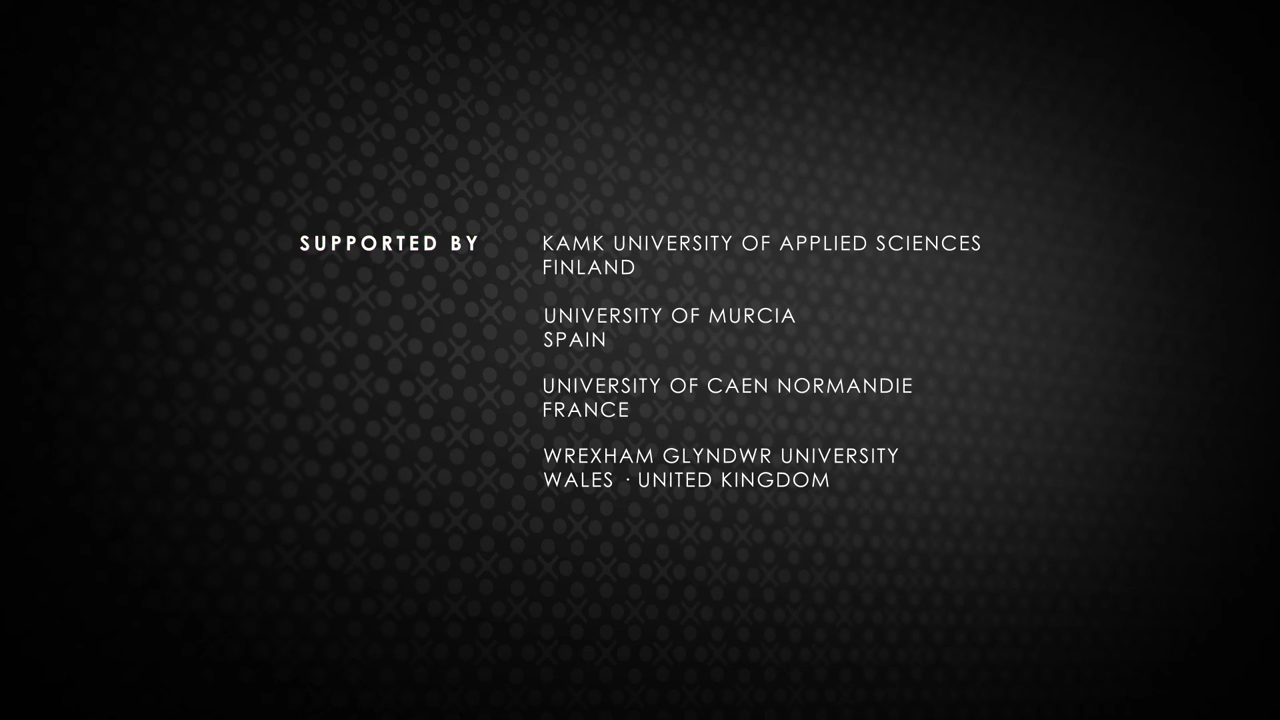 SUPPORTED BY
KAMK UNIVERSITY OF APPLIED SCIENCES
FINLAND
UNIVERSITY OF MURCIA
SPAIN
UNIVERSITY OF CAEN NORMANDIE
FRANCE
WREXHAM GLYNDWR UNIVERSITY
WALES · UNITED KINGDOM